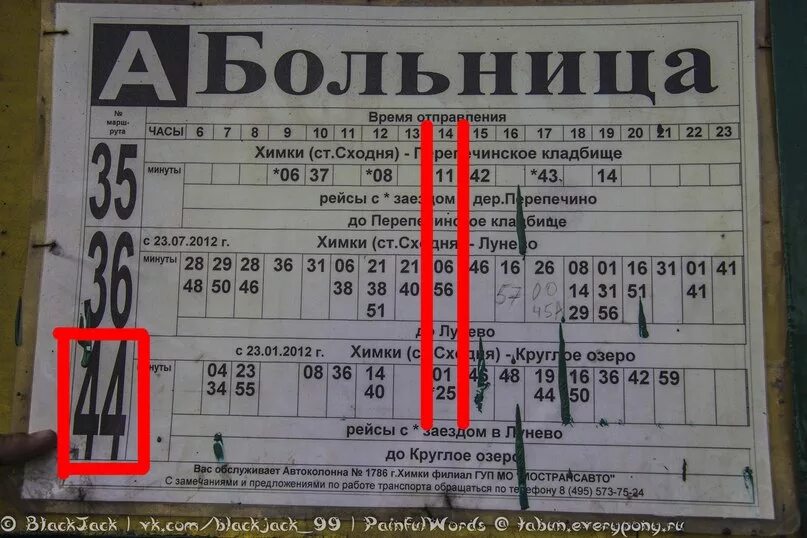 А Больница
Время отправления
№ маршрута
ЧАСЫ 6 7 8 9 10 11 12 13 14 15 16 17 18 19 20 21 22 23
35
Химки (ст.Сходня) - Перепечинское кладбище
минуты *06 37 *08 11 42 *43 14
рейсы с * заездом дер.Перепечино
до Перепечинское кладбище
36
с 23.07.2012 г. Химки (ст.Сходня) - Лунево
минуты 28 29 28 36 31 06 21 21 06 46 16 26 08 01 16 31 01 41
48 50 46 38 38 40 56 57 00 14 31 51 41
51 45А 29 56
до Лунево
44
с 23.01.2012 г. Химки (ст.Сходня) - Круглое озеро
минуты 04 23 08 36 14 01 48 19 16 36 42 59
34 55 40 *25 44 50
рейсы с * заездом в Лунево
до Круглое озеро
Вас обслуживает Автоколонна № 1786 г.Химки филиал ГУП МО "МОСТРАНСАВТО"
С замечаниями и предложениями по работе транспорта обращаться по телефону 8 (495) 573-75-24
© BlackJack | vk.com/blackjack_99 | PainfulWords © tabun.everypony.ru